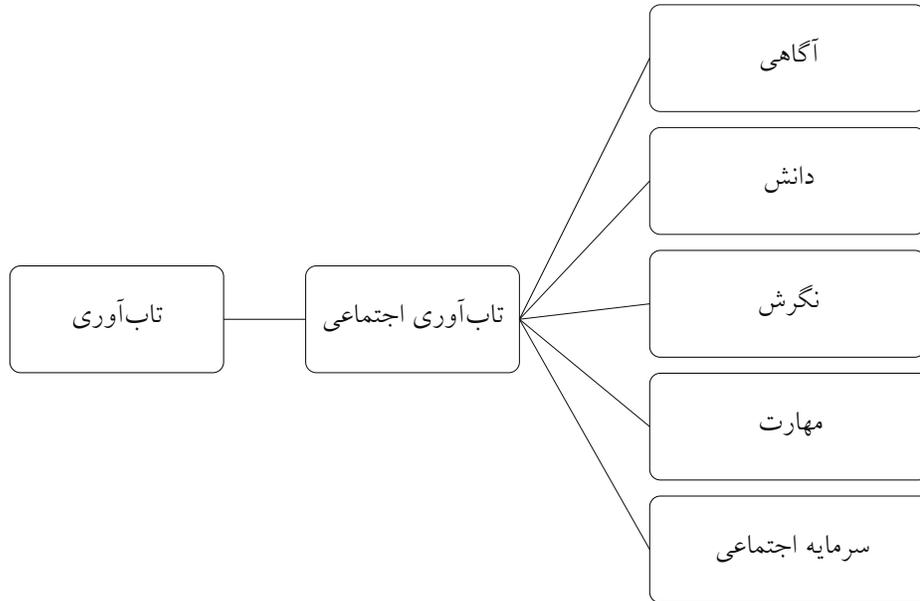 تاب‌آوری
تاب‌آوری اجتماعی
آگاهی
دانش
نگرش
مهارت
سرمایه اجتماعی